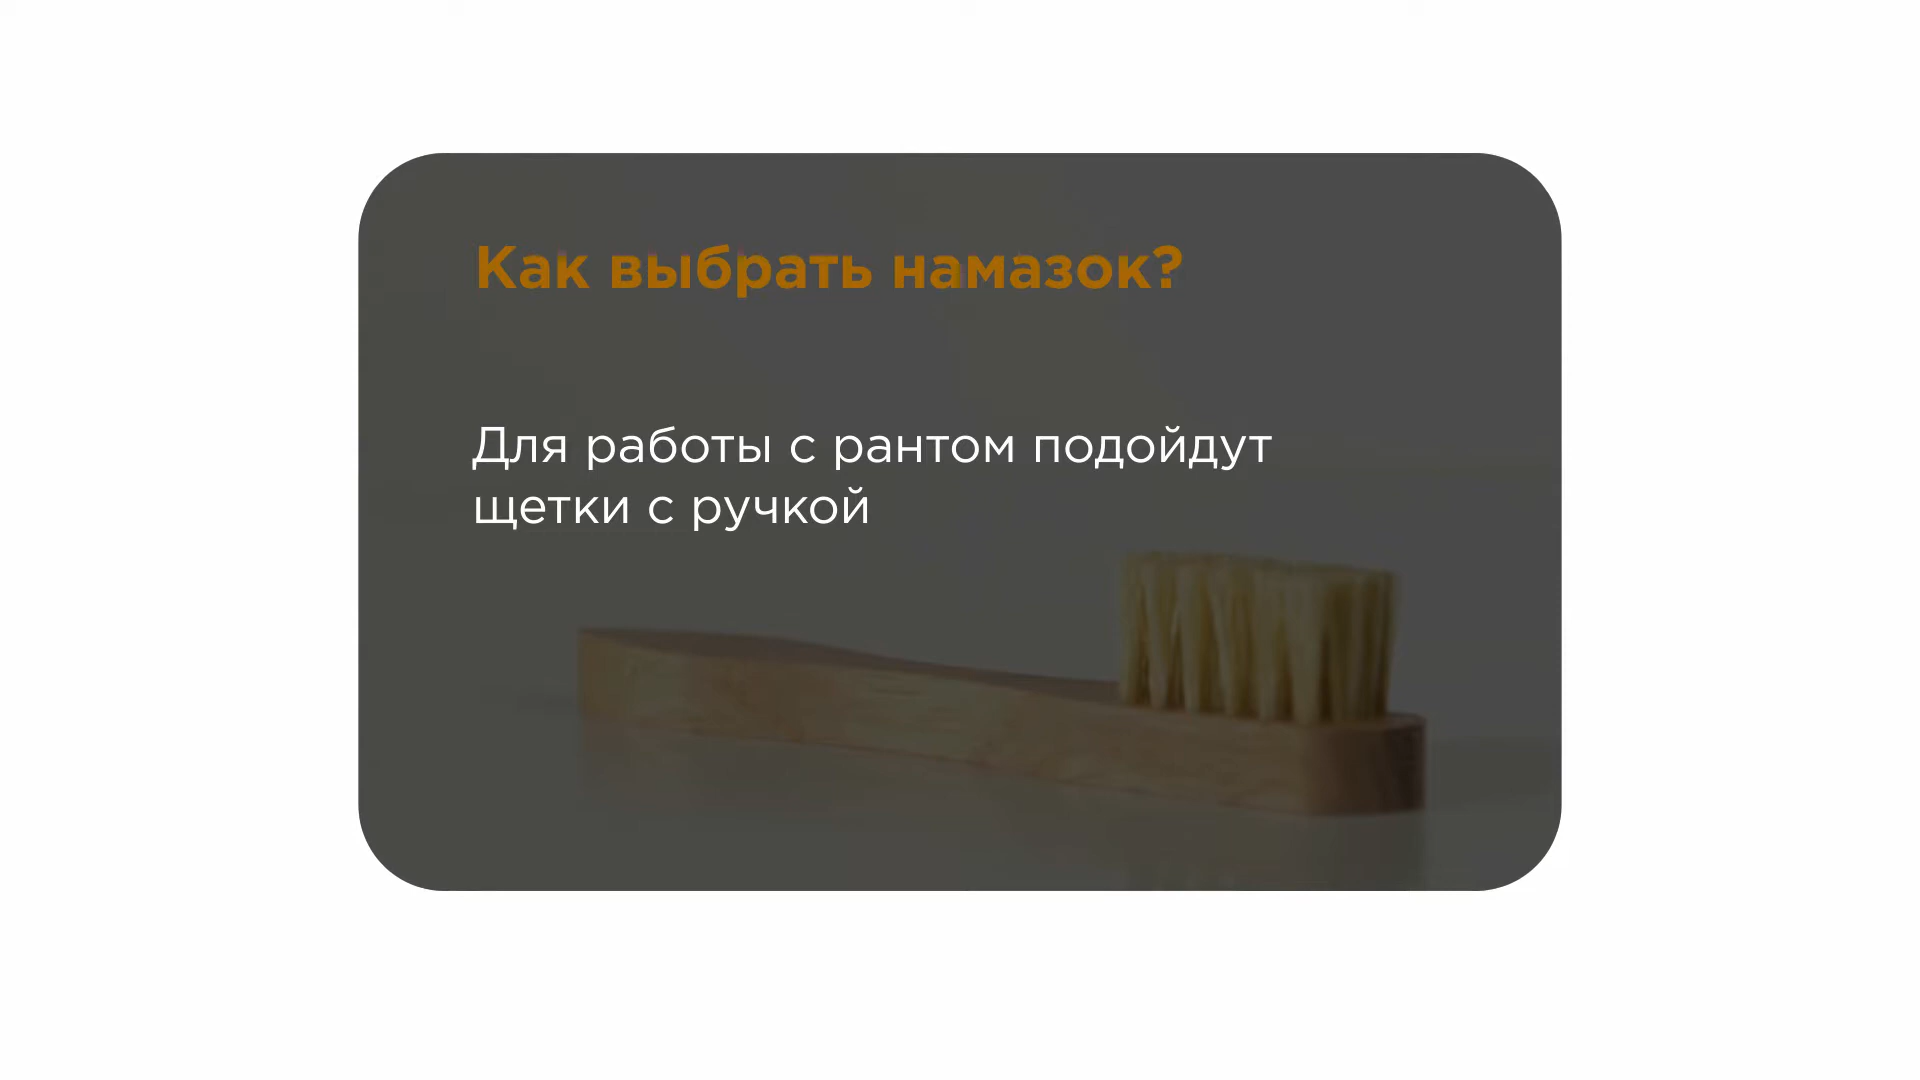 Как выбрать намазок?
Для работы с рантом подойдут
щетки с ручкой